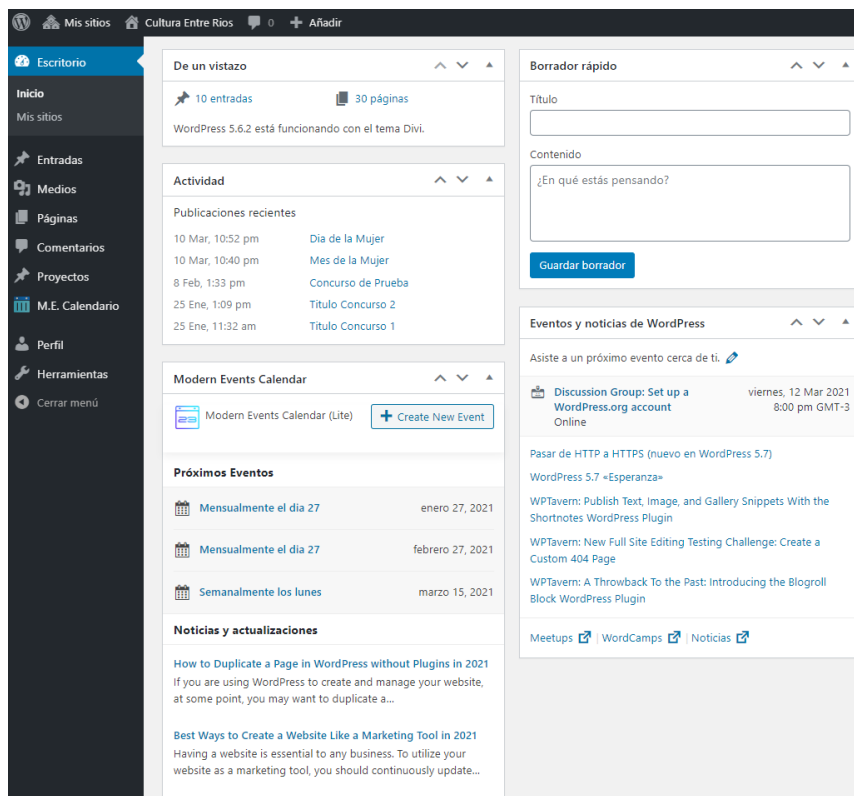 Mis sitios Cultura Entre Rios 0 Añadir
Escritorio
Inicio
Mis sitios
Entradas
Medios
Páginas
Comentarios
Proyectos
M.E. Calendario
Perfil
Herramientas
Cerrar menú
De un vistazo
10 entradas 30 páginas
WordPress 5.6.2 está funcionando con el tema Divi.
Actividad
Publicaciones recientes
10 Mar, 10:52 pm Dia de la Mujer
10 Mar, 10:40 pm Mes de la Mujer
8 Feb, 1:33 pm Concurso de Prueba
25 Ene, 1:09 pm Titulo Concurso 2
25 Ene, 11:32 am Titulo Concurso 1
Modern Events Calendar
23 Modern Events Calendar (Lite) Create New Event
Próximos Eventos
Mensualmente el dia 27 enero 27, 2021
Mensualmente el dia 27 febrero 27, 2021
Semanalmente los lunes marzo 15, 2021
Noticias y actualizaciones
How to Duplicate a Page in WordPress without Plugins in 2021
If you are using WordPress to create and manage your website,
at some point, you may want to duplicate a...
Best Ways to Create a Website Like a Marketing Tool in 2021
Having a website is essential to any business. To utilize your
website as a marketing tool, you should continuously update...
Borrador rápido
Título
Contenido
¿En qué estás pensando?
Guardar borrador
Eventos y noticias de WordPress
Asiste a un próximo evento cerca de ti.
Discussion Group: Set up a viernes, 12 Mar 2021
WordPress.org account 8:00 pm GMT-3
Online
Pasar de HTTP a HTTPS (nuevo en WordPress 5.7)
WordPress 5.7 «Esperanza»
WPTavern: Publish Text, Image, and Gallery Snippets With the
Shortnotes WordPress Plugin
WPTavern: New Full Site Editing Testing Challenge: Create a
Custom 404 Page
WPTavern: A Throwback To the Past: Introducing the Blogroll
Block WordPress Plugin
Meetups | WordCamps | Noticias